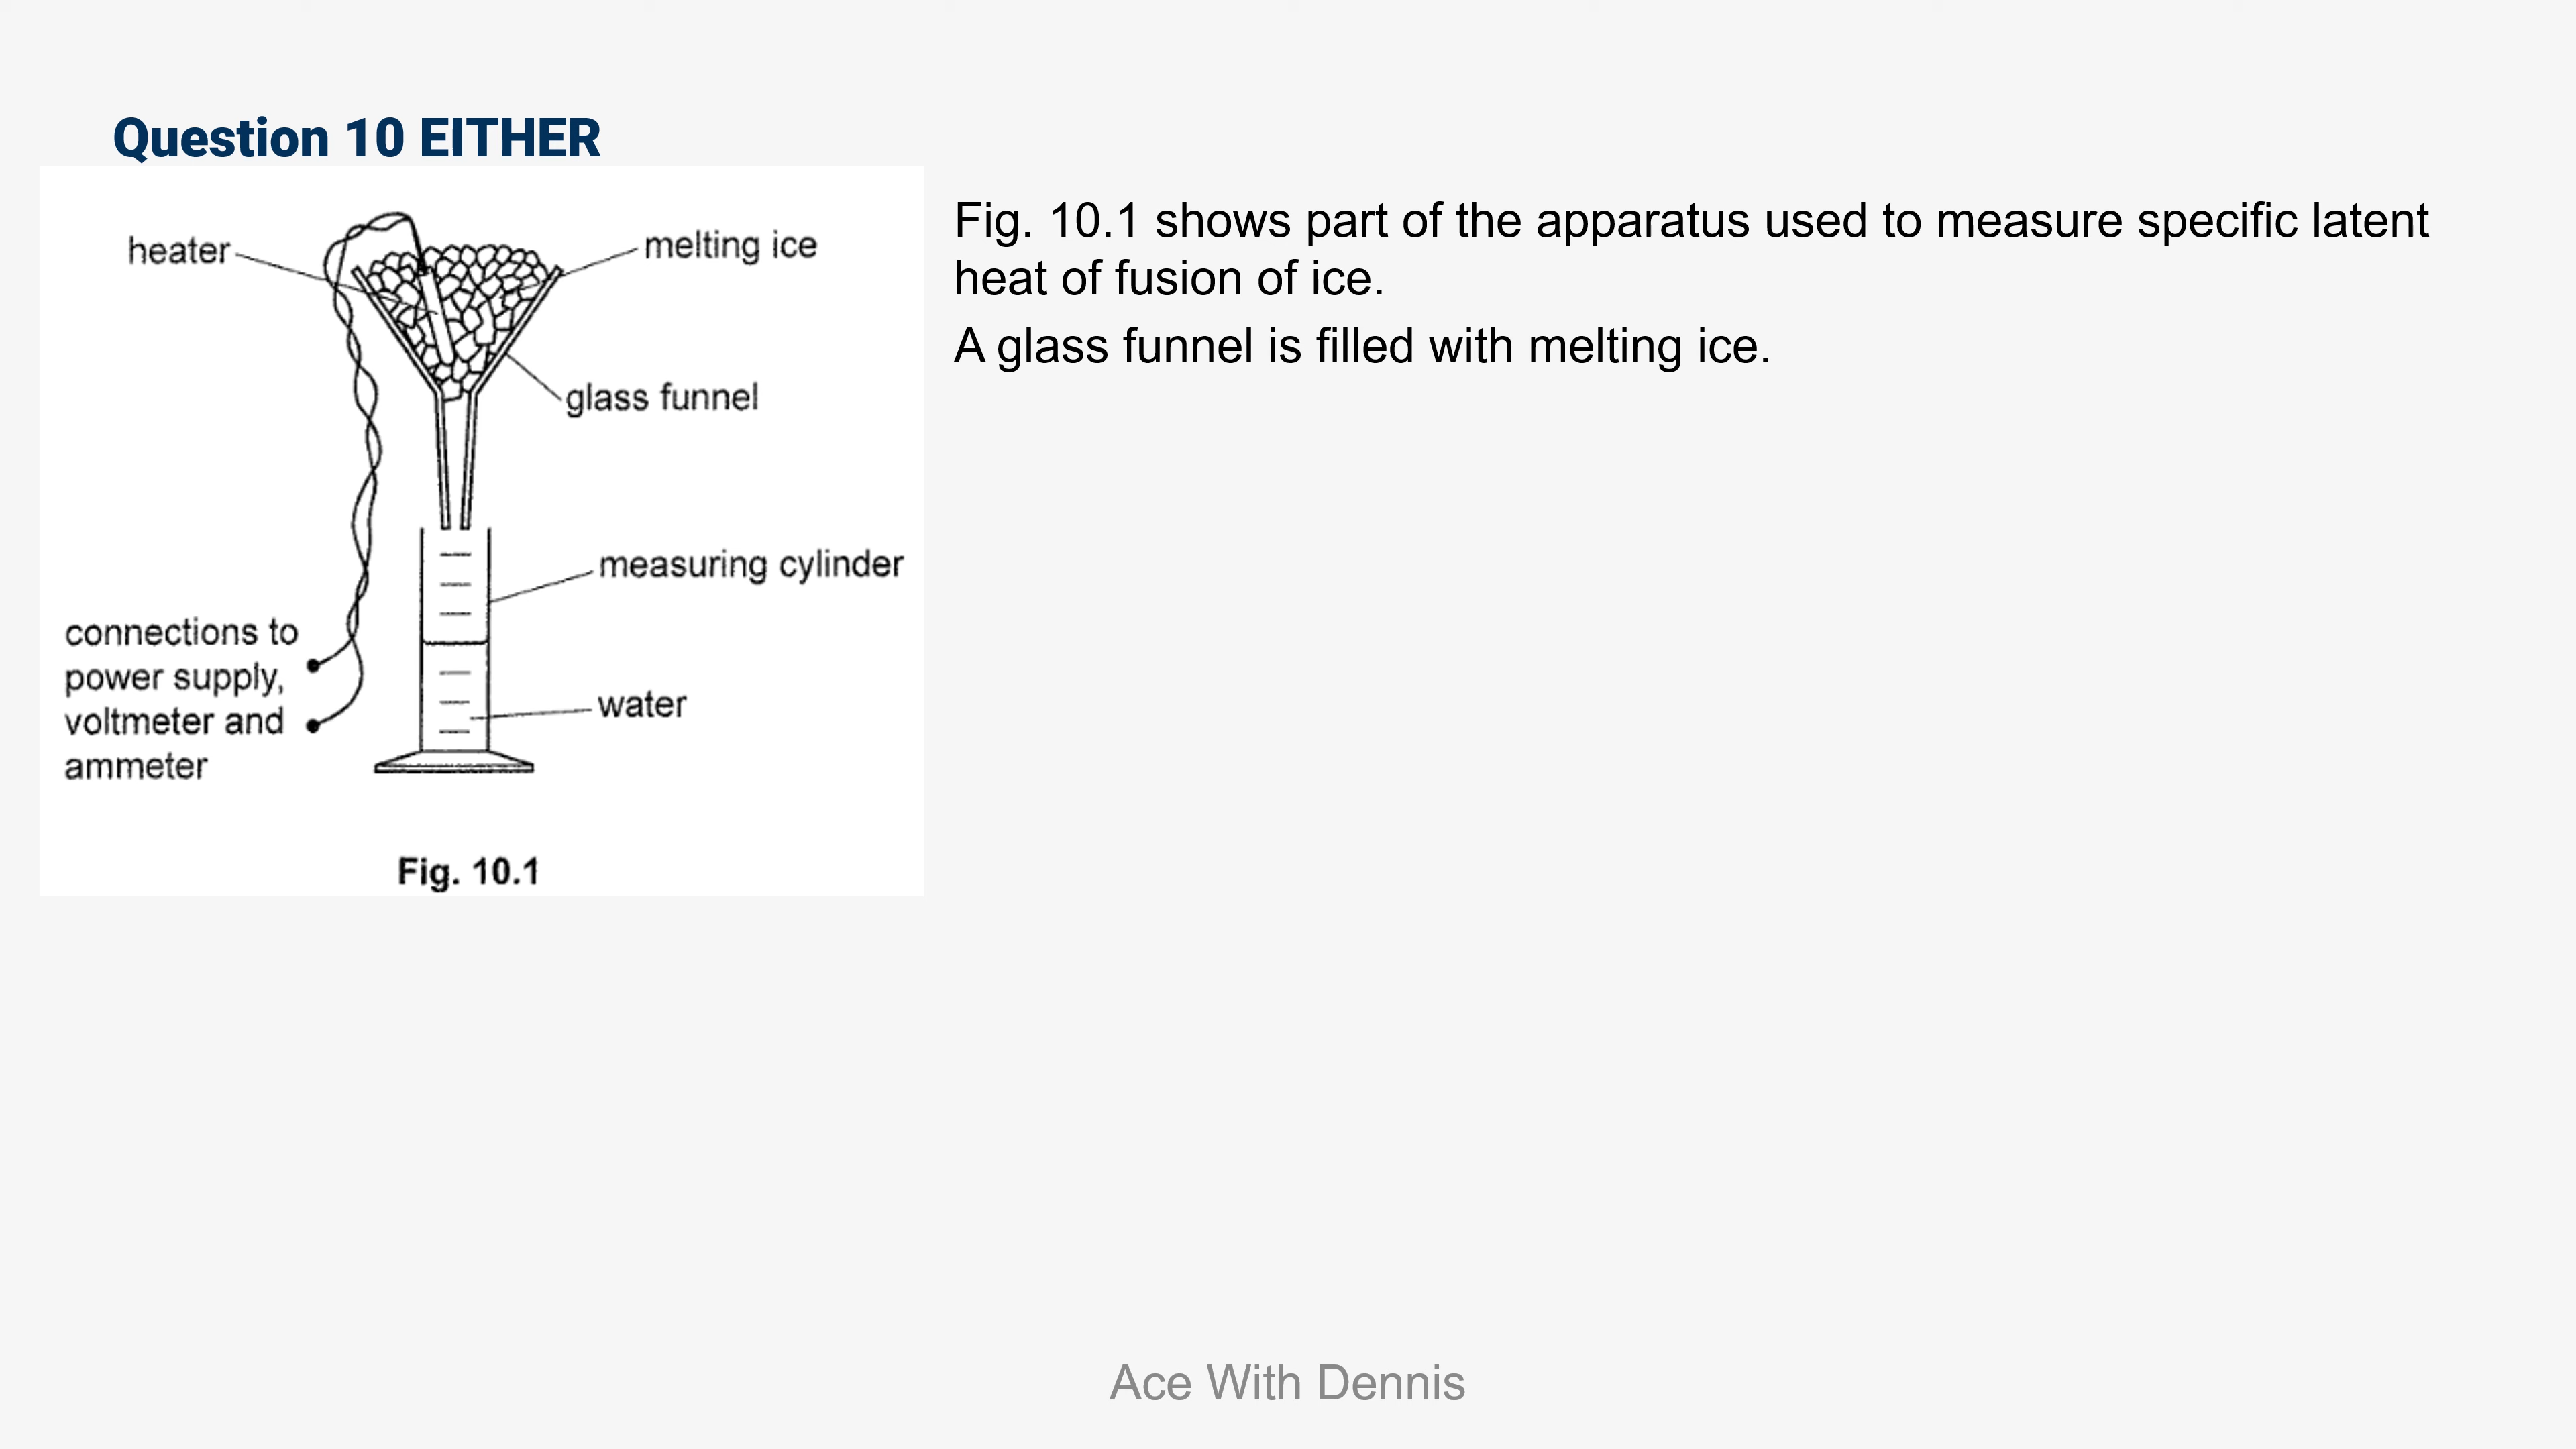 Question 10 EITHER
heater
melting ice
glass funnel
measuring cylinder
connections to
power supply,
voltmeter and
ammeter
water
Fig. 10.1
Fig. 10.1 shows part of the apparatus used to measure specific latent
heat of fusion of ice.
A glass funnel is filled with melting ice.
Ace With Dennis